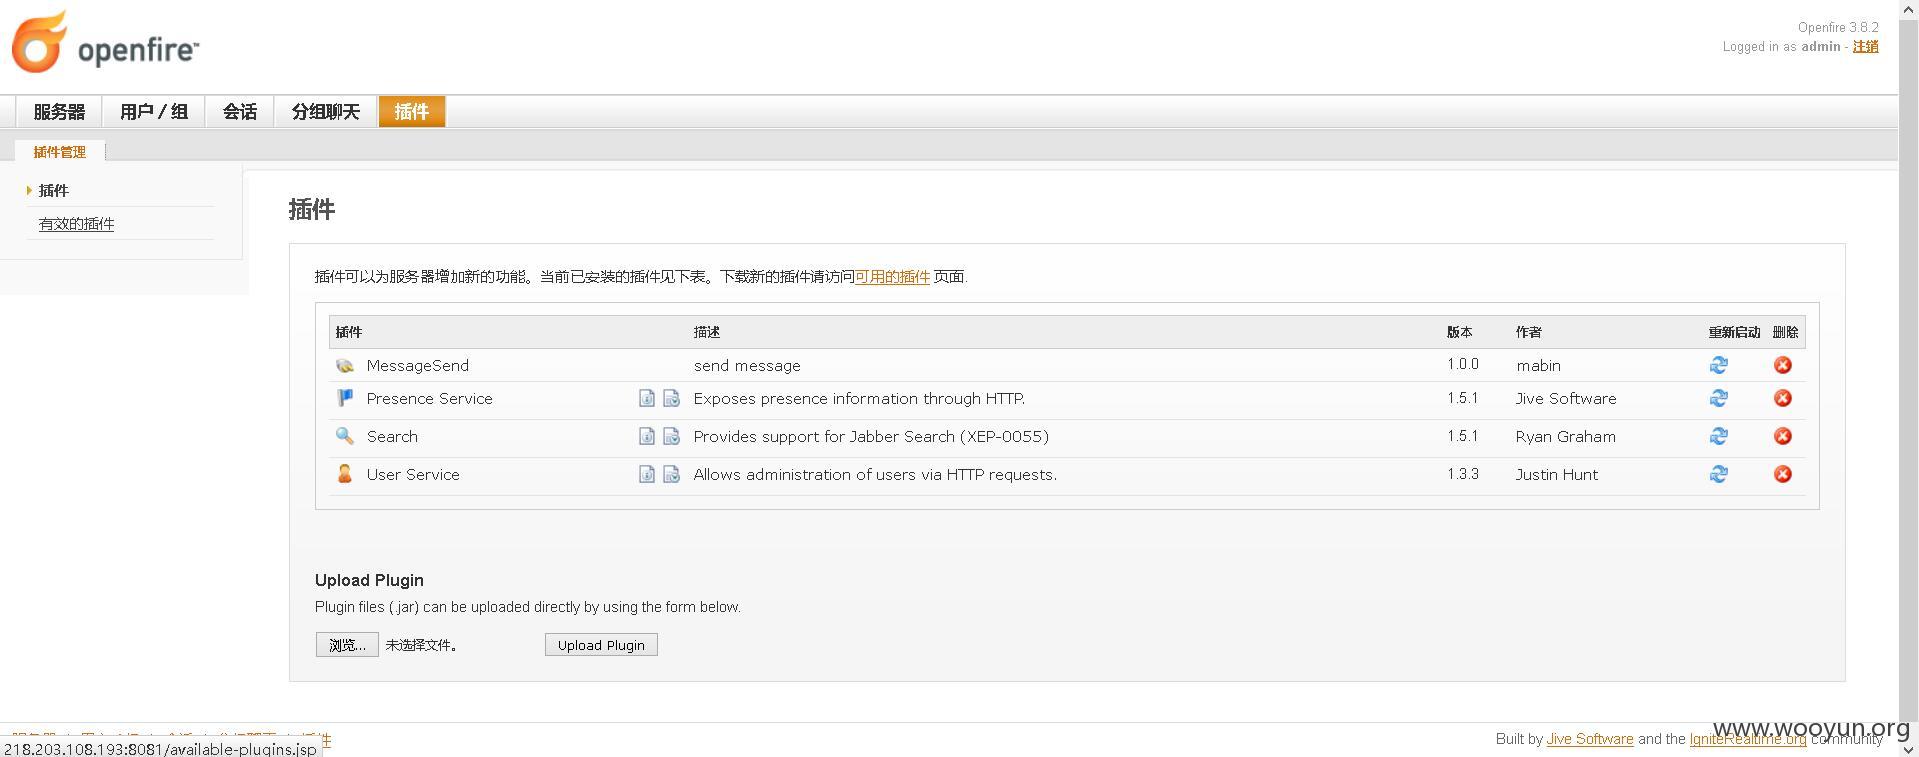 openfire™
Openfire 3.8.2
Logged in as admin - 注销
服务器 用户 / 组 会话 分组聊天 插件
插件管理
插件
有效的插件
插件
插件可以为服务器增加新的功能。当前已安装的插件见下表。下载新的插件请访问可用的插件 页面.
插件 描述 版本 作者 重新启动 删除
MessageSend send message 1.0.0 mabin
Presence Service Exposes presence information through HTTP. 1.5.1 Jive Software
Search Provides support for Jabber Search (XEP-0055) 1.5.1 Ryan Graham
User Service Allows administration of users via HTTP requests. 1.3.3 Justin Hunt
Upload Plugin
Plugin files (.jar) can be uploaded directly by using the form below.
浏览... 未选择文件。 Upload Plugin
www.wooyun.org
Built by Jive Software and the IgniteRealtime.org community
218.203.108.193:8081/available-plugins.jsp